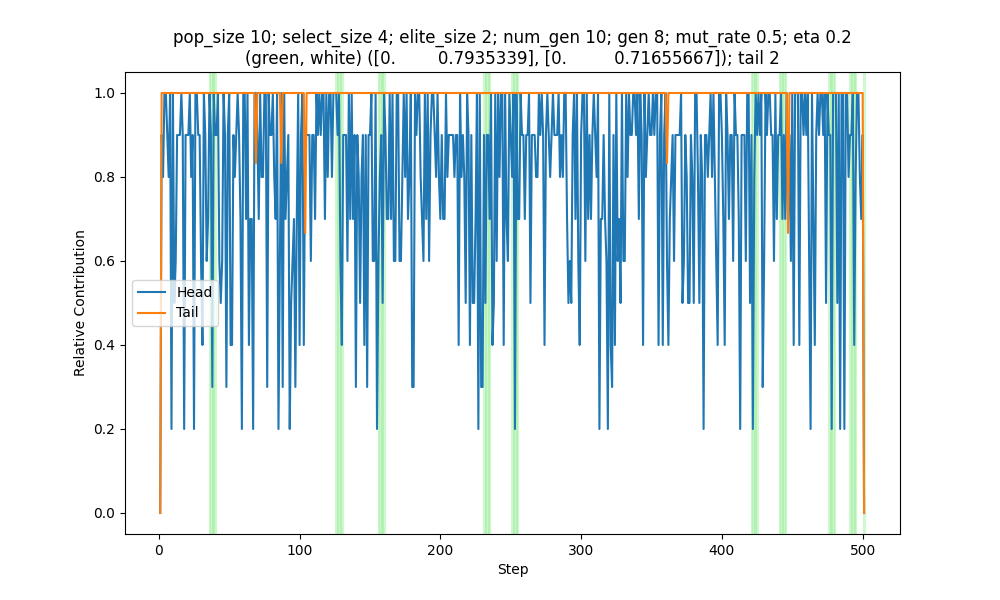 pop_size 10; select_size 4; elite_size 2; num_gen 10; gen 8; mut_rate 0.5; eta 0.2
(green, white) ([0.        0.7935339], [0.         0.71655667]); tail 2
Relative Contribution
1.0
0.8
0.6
0.4
0.2
0.0
Head
Tail
0
100
200
300
400
500
Step